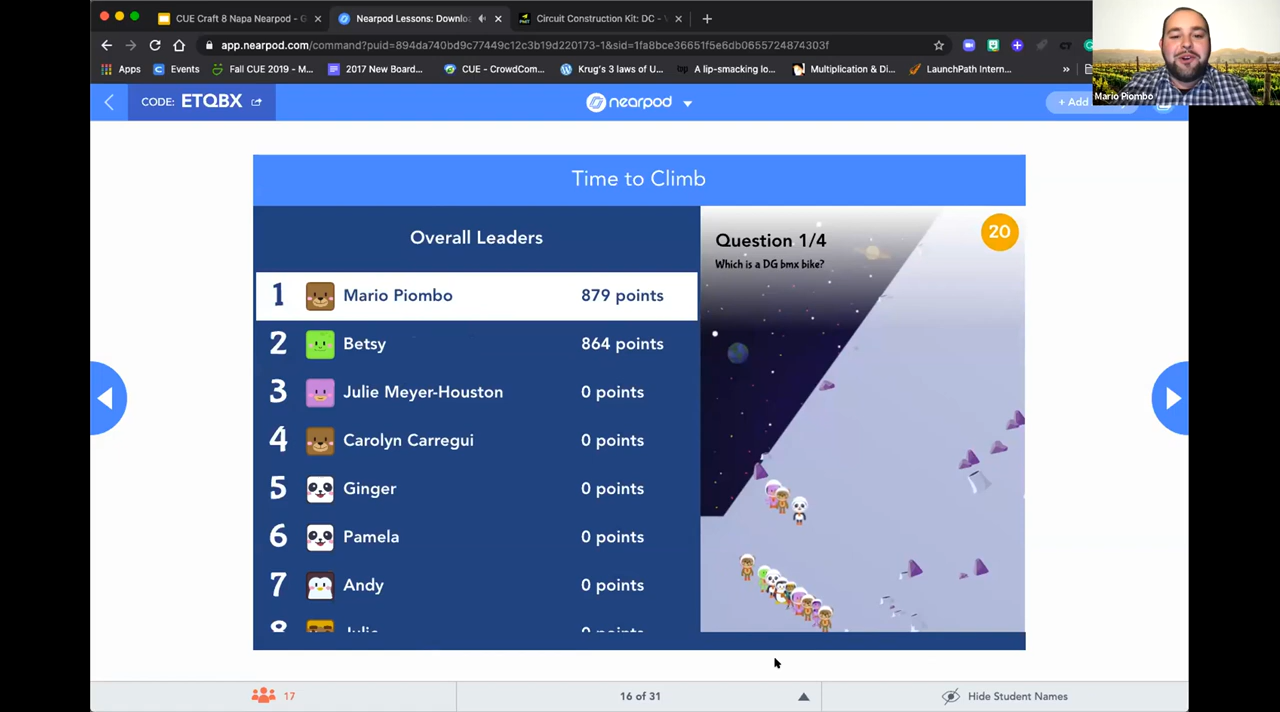 CUE Craft 8 Napa Nearpod - G
Nearpod Lessons: Downlo
Circuit Construction Kit: DC - V
app.nearpod.com/command?puid=894da740bd9c77449c12c3b19d220173-1&sid=1fa8bce36651f5e6db0655724874303f
Apps
Events
Fall CUE 2019 - M...
2017 New Board...
CUE - CrowdCom...
Krug's 3 laws of U...
A lip-smacking lo...
Multiplication & Di...
LaunchPath Intern...
Mario Piombo
CODE: ETQBX
nearpod
+ Add
Time to Climb
Overall Leaders
1 Mario Piombo 879 points
2 Betsy 864 points
3 Julie Meyer-Houston 0 points
4 Carolyn Carregui 0 points
5 Ginger 0 points
6 Pamela 0 points
7 Andy 0 points
8 Julie 0 points
Question 1/4
20
Which is a DG bmx bike?
17
16 of 31
Hide Student Names